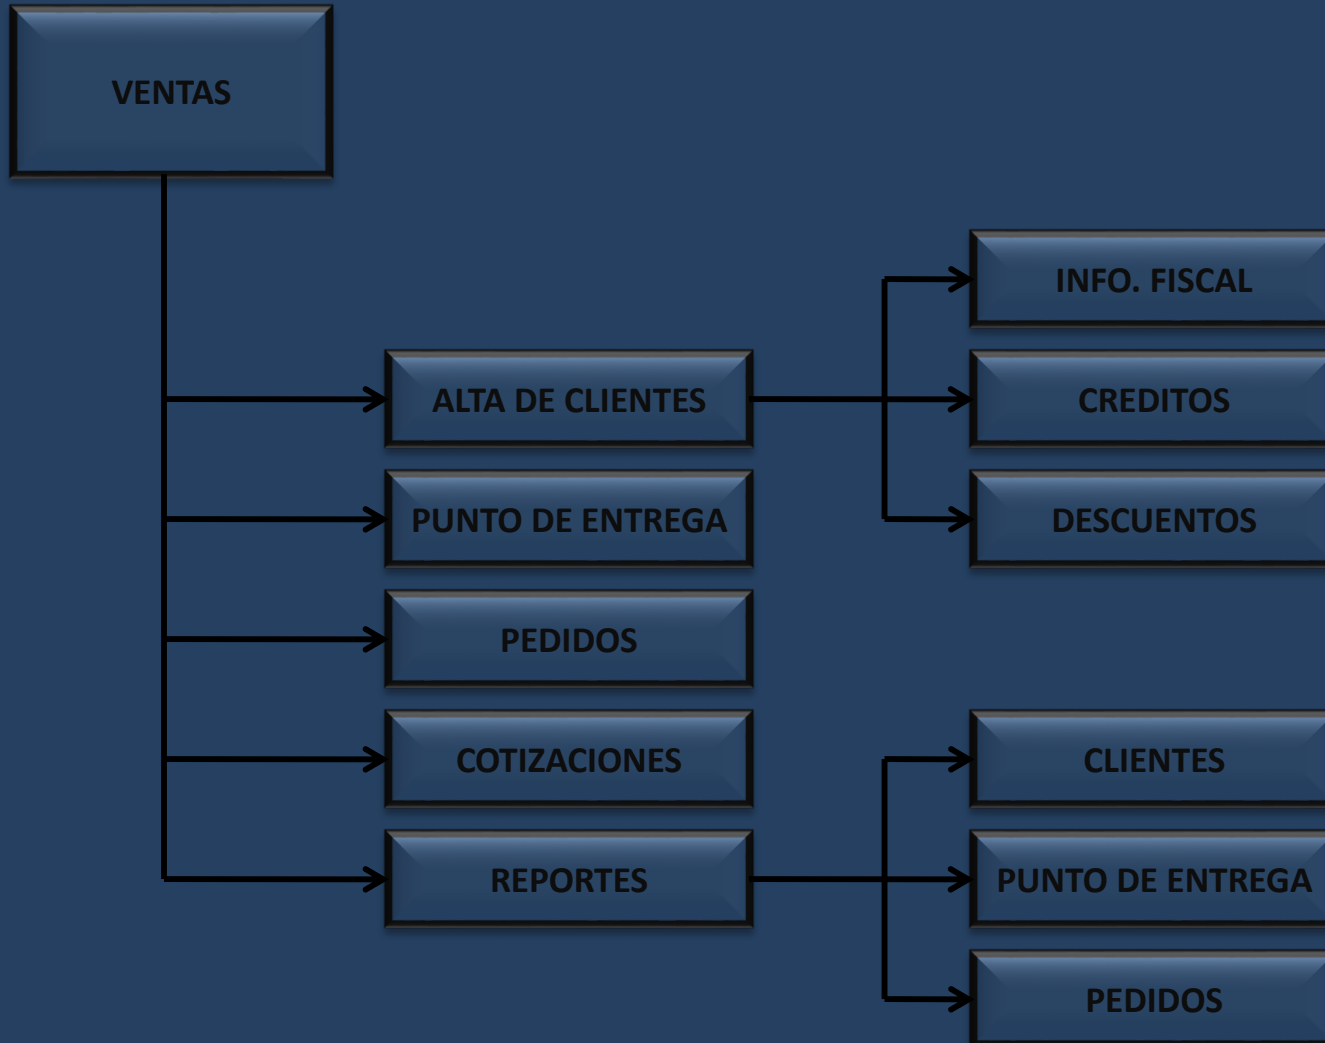 VENTAS
INFO. FISCAL
ALTA DE CLIENTES
CREDITOS
PUNTO DE ENTREGA
DESCUENTOS
PEDIDOS
COTIZACIONES
CLIENTES
REPORTES
PUNTO DE ENTREGA
PEDIDOS